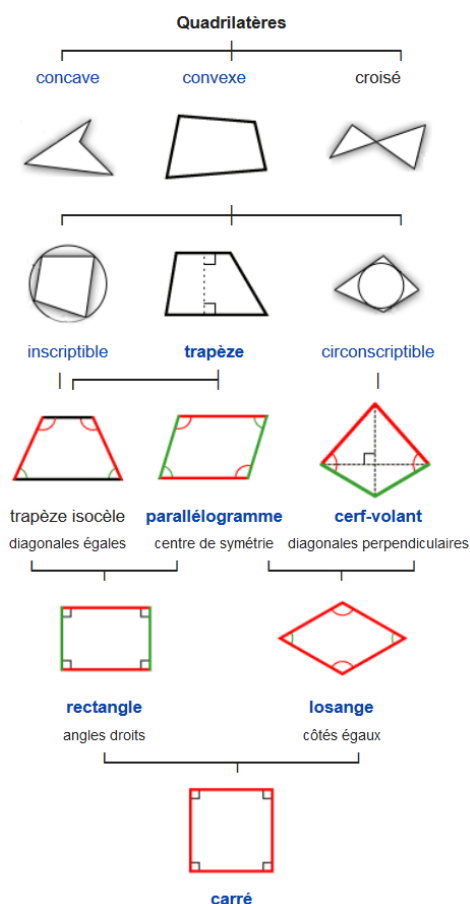 Quadrilatères
concave convexe croisé
inscriptible trapèze circonscriptible
trapèze isocèle parallélogramme cerf-volant
diagonales égales centre de symétrie diagonales perpendiculaires
rectangle losange
angles droits côtés égaux
carré